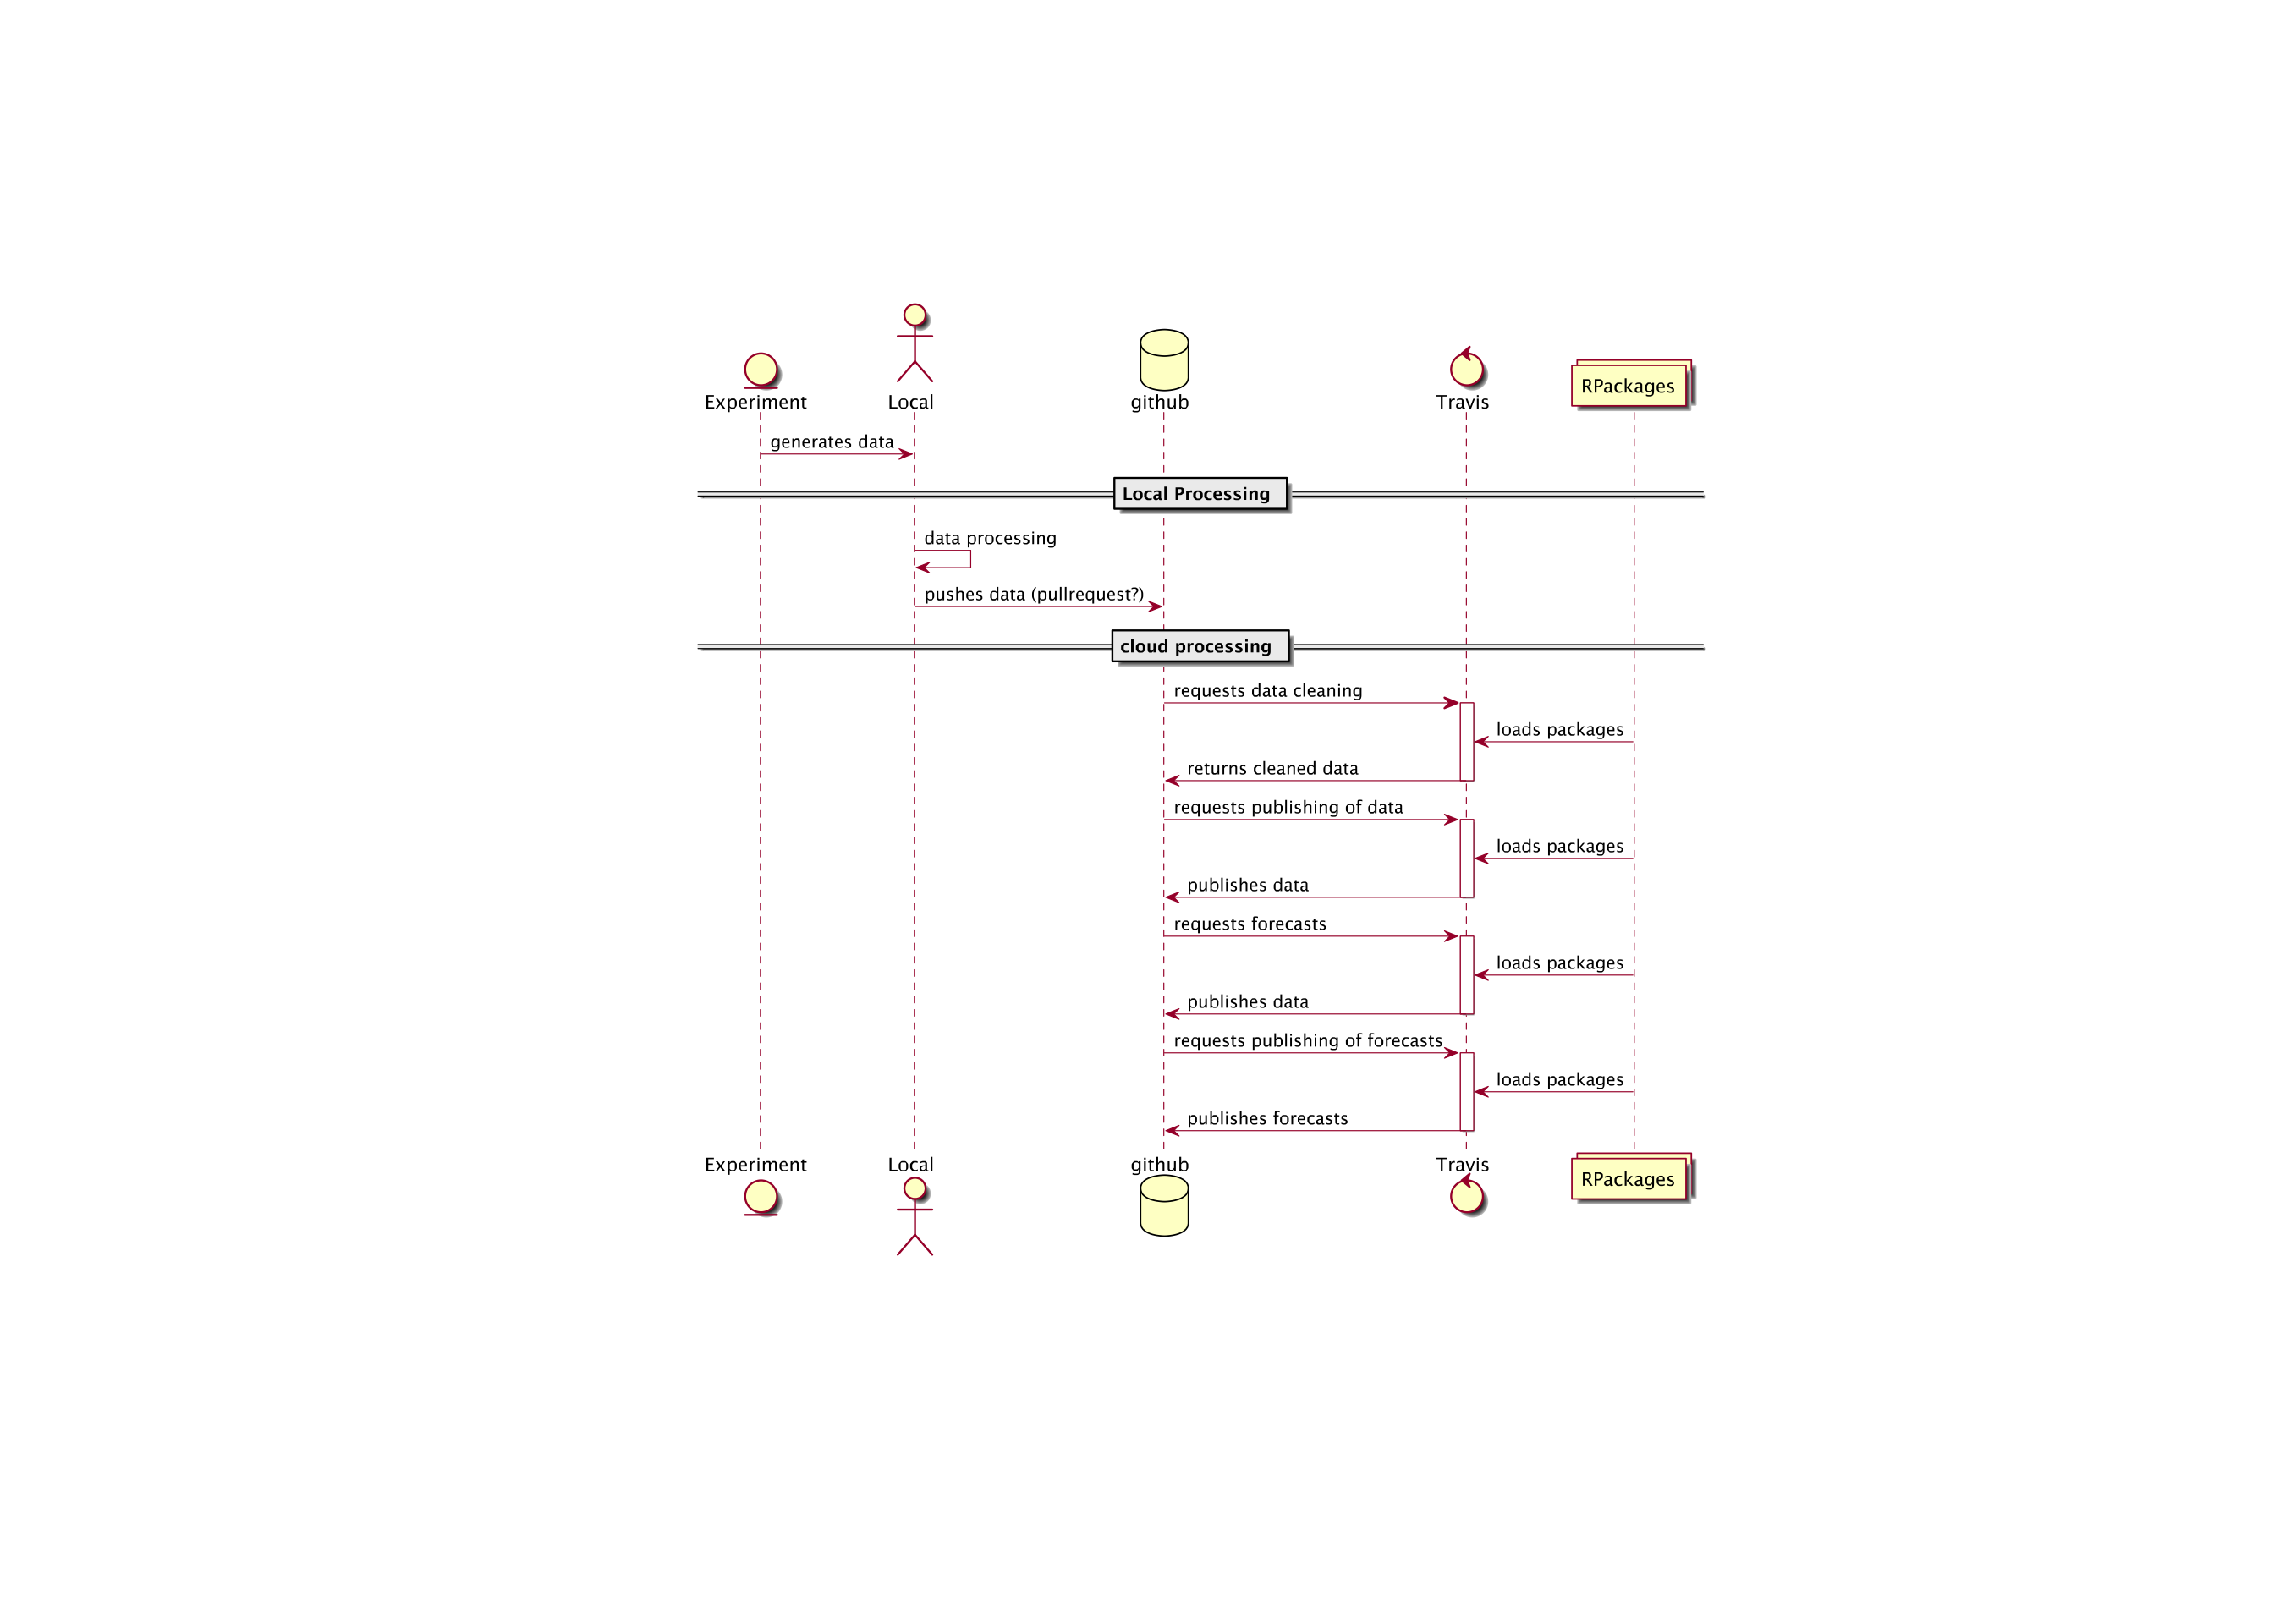 Experiment
Local
github
Travis
RPackages
generates data
Local Processing
data processing
pushes data (pullrequest?)
cloud processing
requests data cleaning
loads packages
returns cleaned data
requests publishing of data
loads packages
publishes data
requests forecasts
loads packages
publishes data
requests publishing of forecasts
loads packages
publishes forecasts
Experiment
Local
github
Travis
RPackages